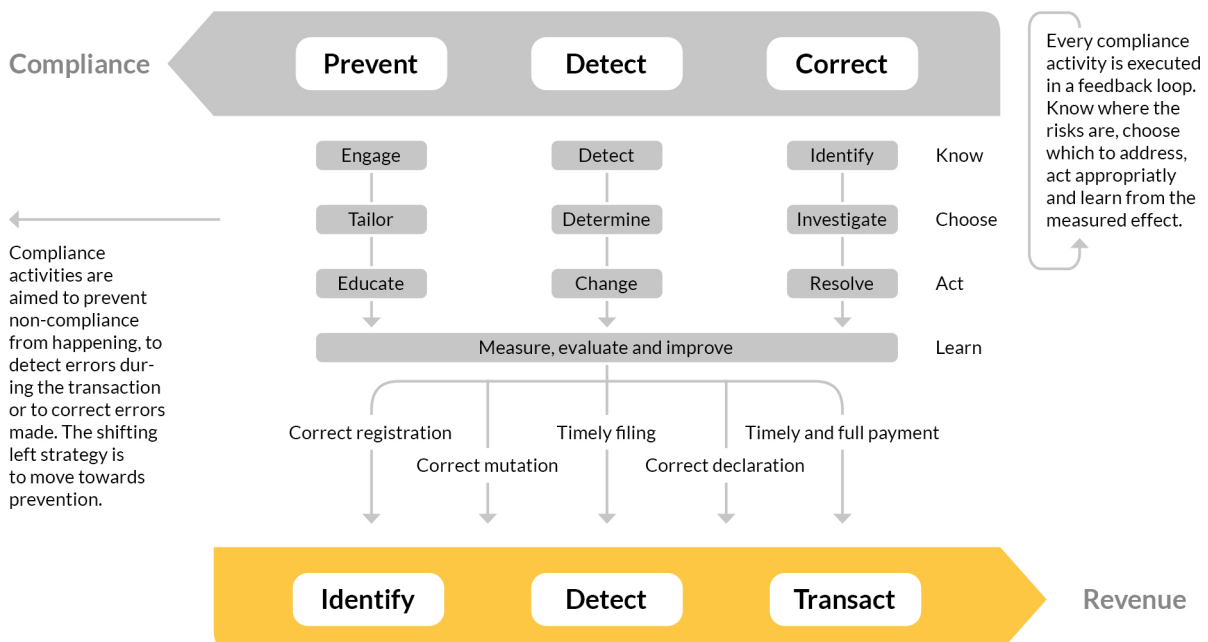 Compliance
Prevent
Detect
Correct
Every compliance
activity is executed
in a feedback loop.
Know where the
risks are, choose
which to address,
act appropriatly
and learn from the
measured effect.
Engage
Detect
Identify
Know
Tailor
Determine
Investigate
Choose
Educate
Change
Resolve
Act
Measure, evaluate and improve
Learn
Compliance
activities are
aimed to prevent
non-compliance
from happening, to
detect errors dur-
ing the transaction
or to correct errors
made. The shifting
left strategy is
to move towards
prevention.
Correct registration
Timely filing
Timely and full payment
Correct mutation
Correct declaration
Identify
Detect
Transact
Revenue